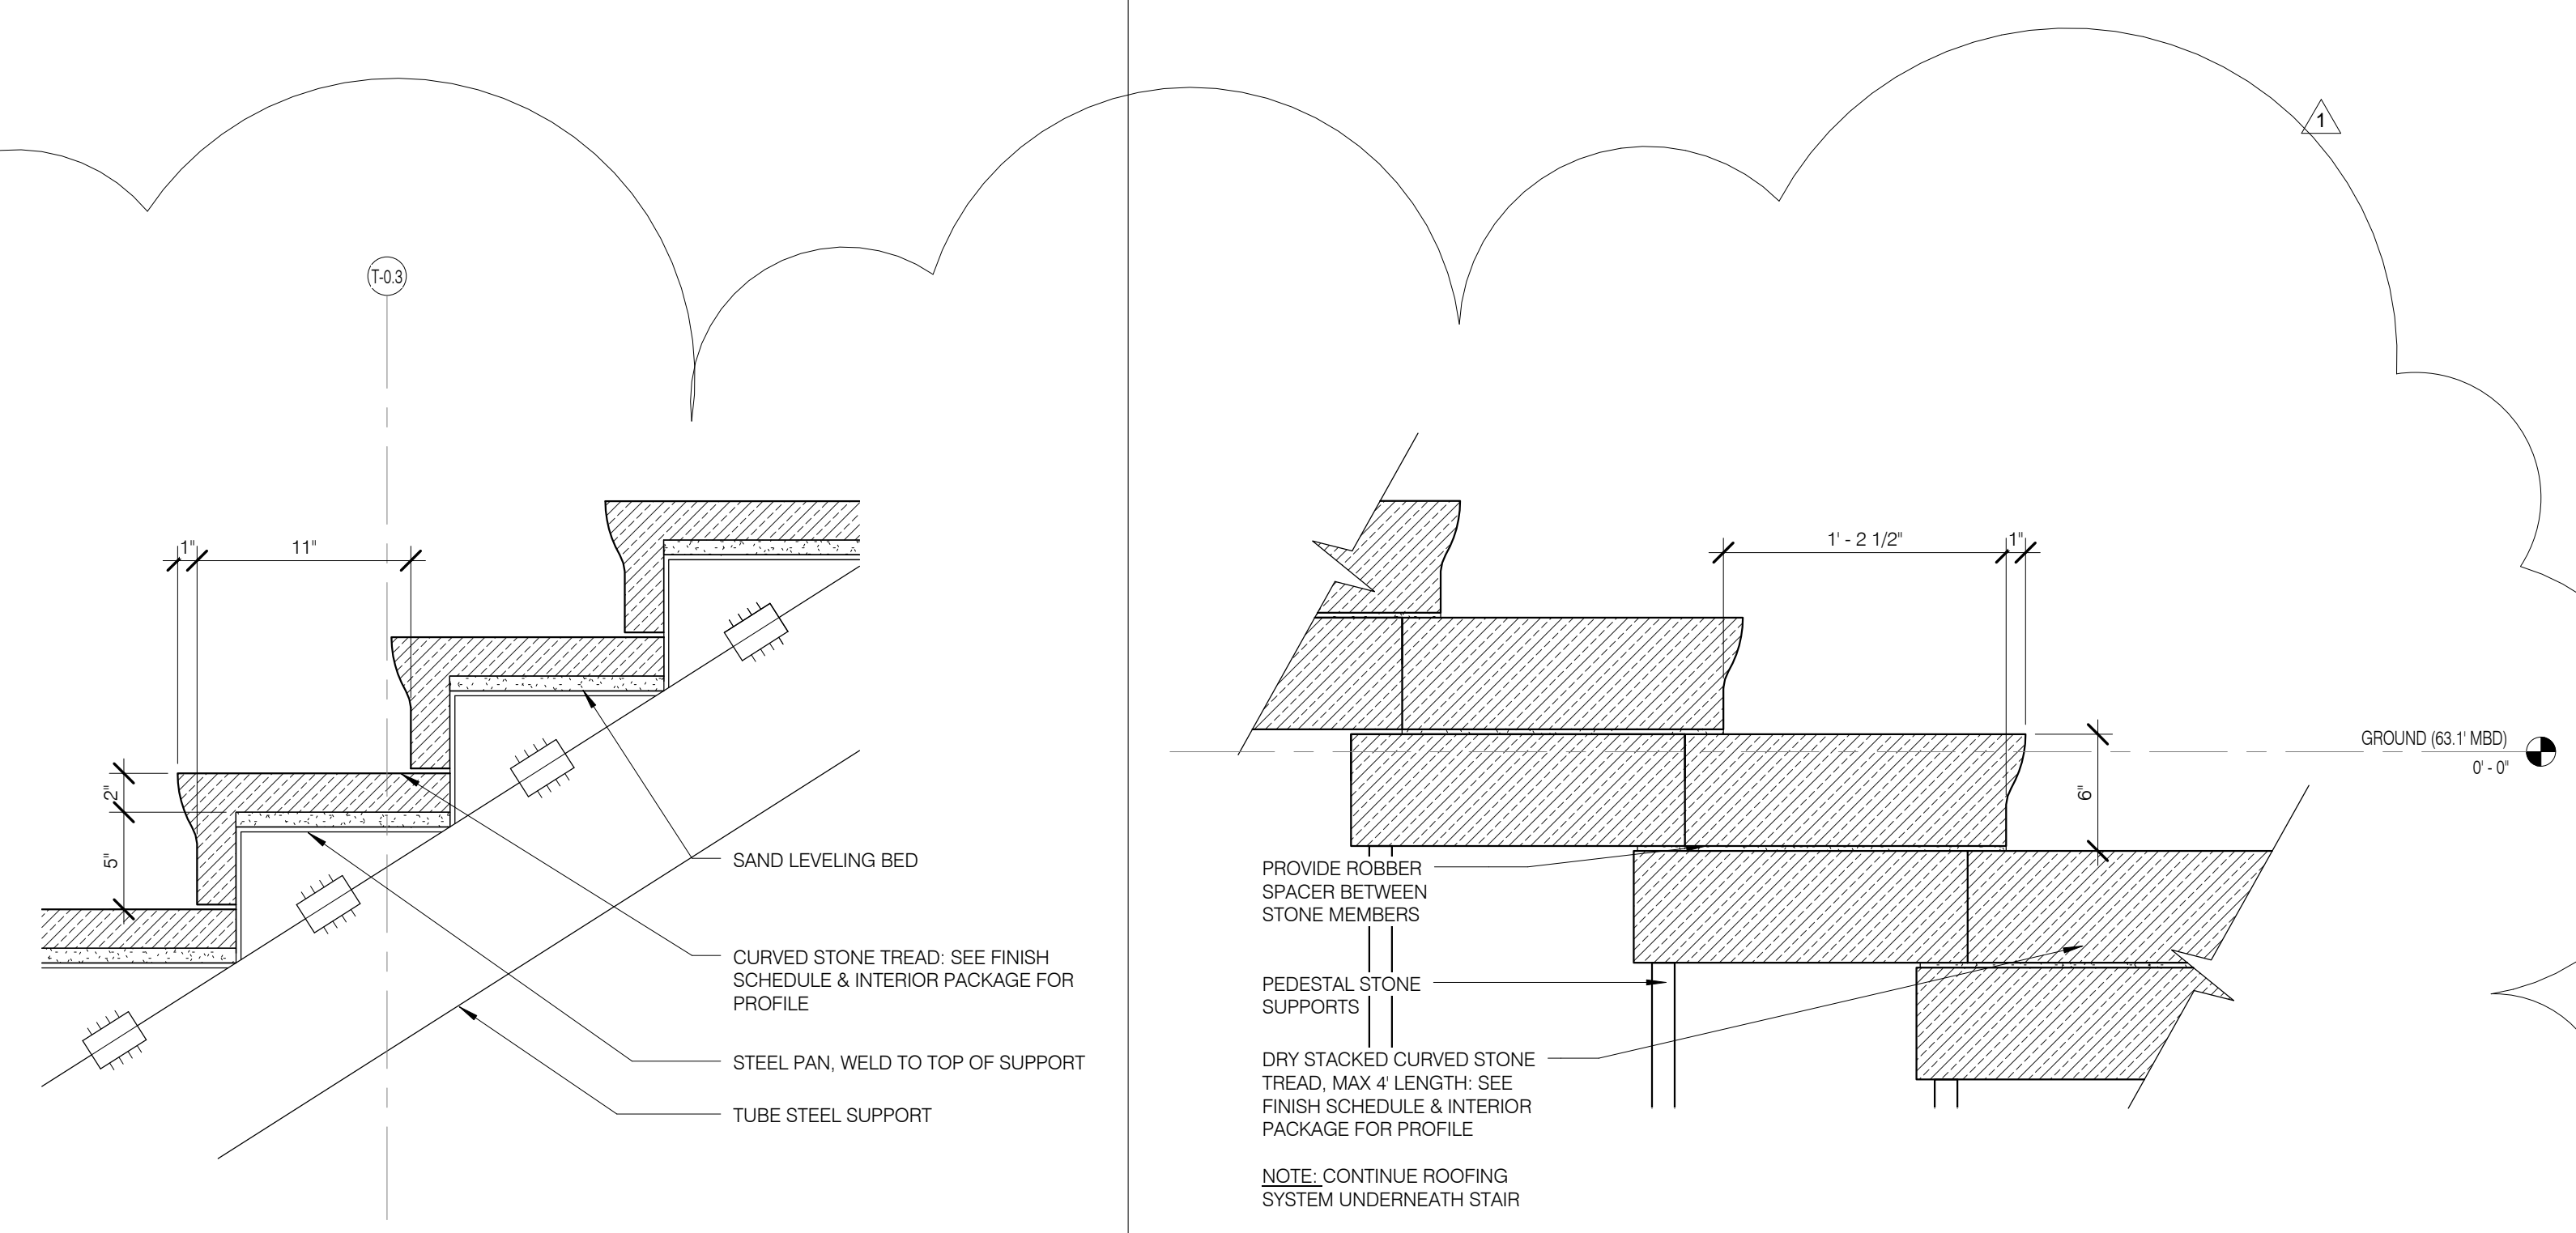 T-0.3
1"
11"
2"
5"
SAND LEVELING BED
CURVED STONE TREAD: SEE FINISH
SCHEDULE & INTERIOR PACKAGE FOR
PROFILE
STEEL PAN, WELD TO TOP OF SUPPORT
TUBE STEEL SUPPORT
1
1' - 2 1/2"
1"
GROUND (63.1' MBD)
0' - 0"
6"
PROVIDE ROBBER
SPACER BETWEEN
STONE MEMBERS
PEDESTAL STONE
SUPPORTS
DRY STACKED CURVED STONE
TREAD, MAX 4' LENGTH: SEE
FINISH SCHEDULE & INTERIOR
PACKAGE FOR PROFILE
NOTE: CONTINUE ROOFING
SYSTEM UNDERNEATH STAIR